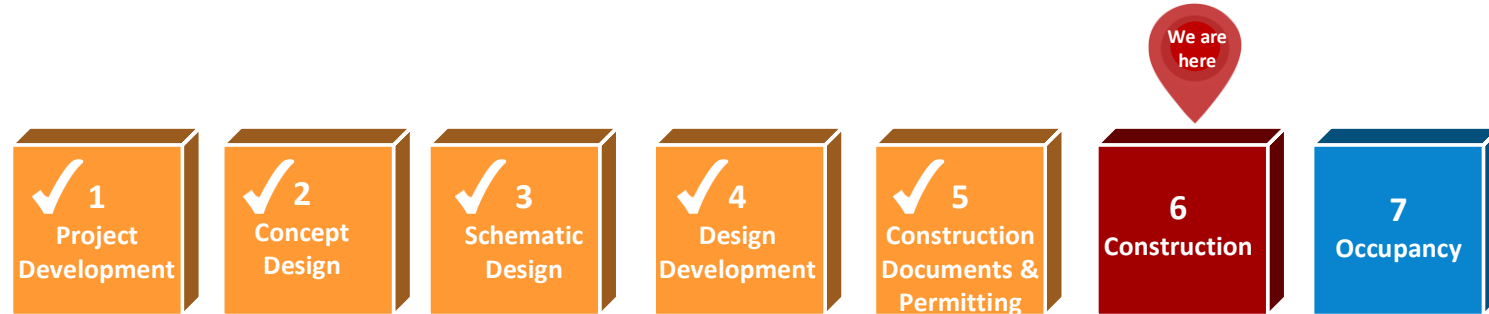 We are
here
1
Project
Development
2
Concept
Design
3
Schematic
Design
4
Design
Development
5
Construction
Documents &
Permitting
6
Construction
7
Occupancy